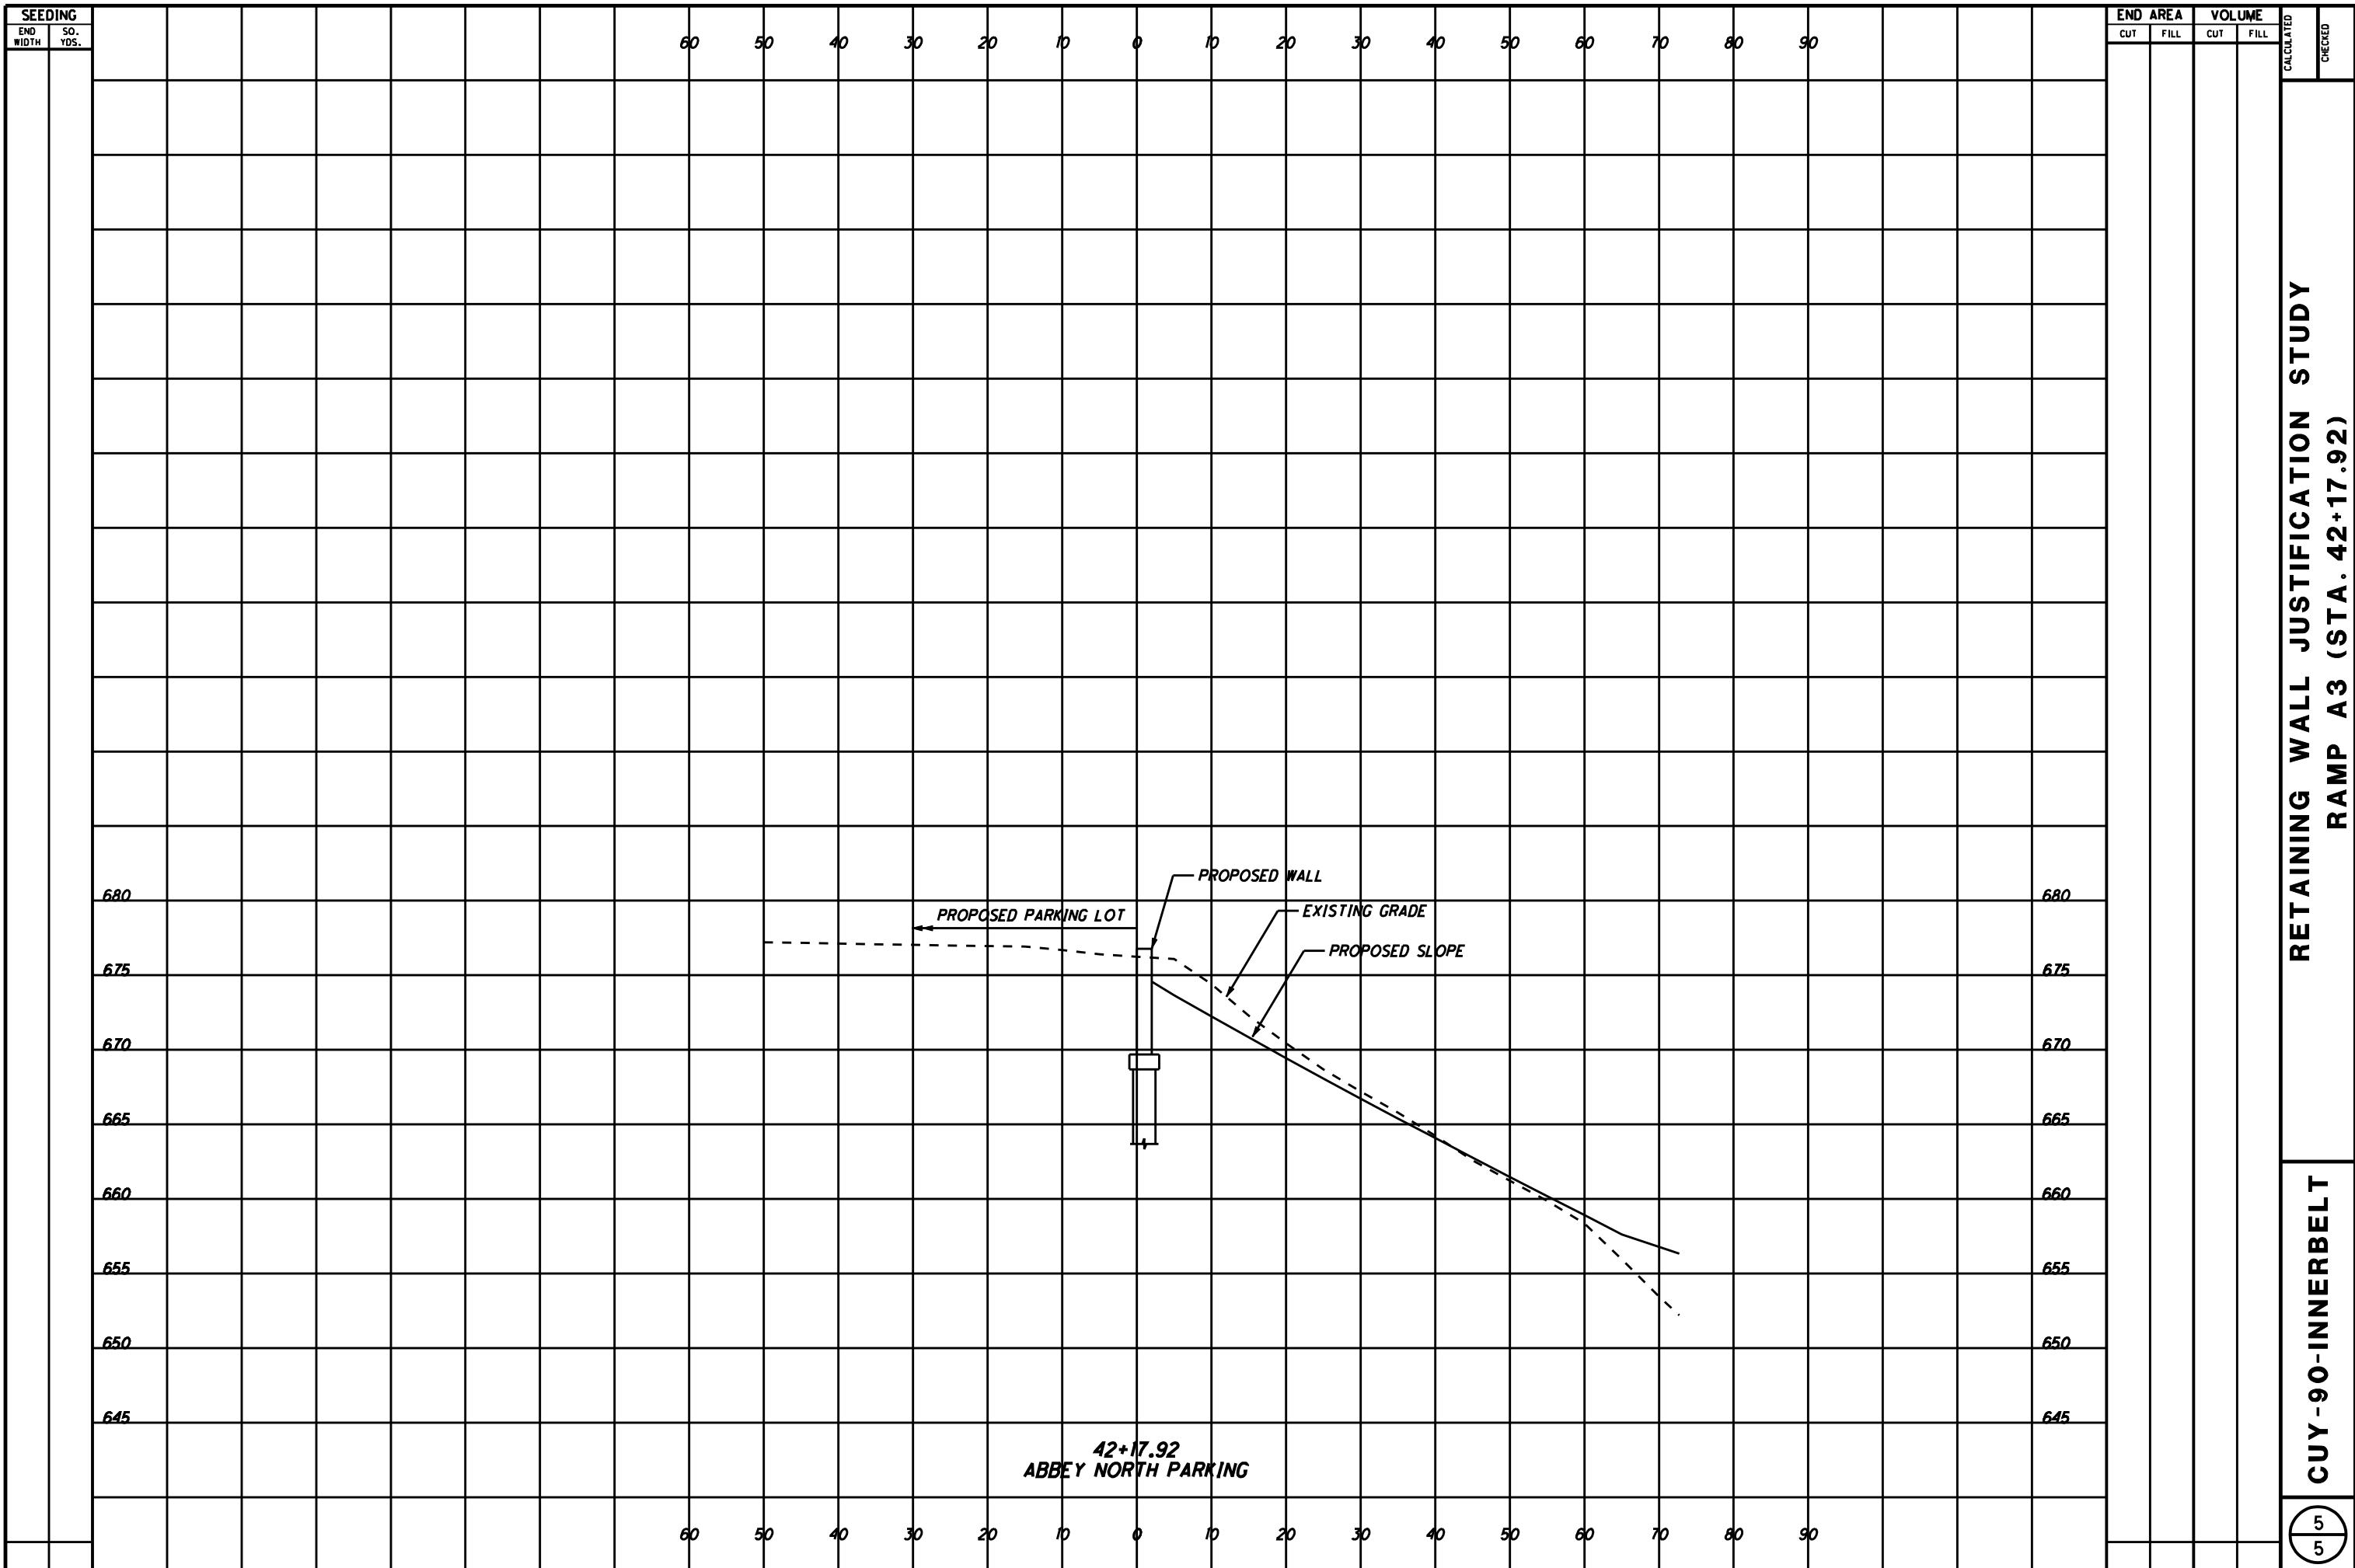 SEEDING
END WIDTH
SQ. YDS.
60 50 40 30 20 10 0 10 20 30 40 50 60 70 80 90
END AREA
VOLUME
CUT FILL CUT FILL
CALCULATED
CHECKED
RETAINING WALL JUSTIFICATION STUDY
RAMP A3 (STA. 42+17.92)
PROPOSED WALL
680 680
EXISTING GRADE
PROPOSED PARKING LOT
PROPOSED SLOPE
675 675
670 670
665 665
660 660
655 655
650 650
645 645
42+17.92
ABBEY NORTH PARKING
60 50 40 30 20 10 0 10 20 30 40 50 60 70 80 90
CUY-90-INNERBELT
5
5